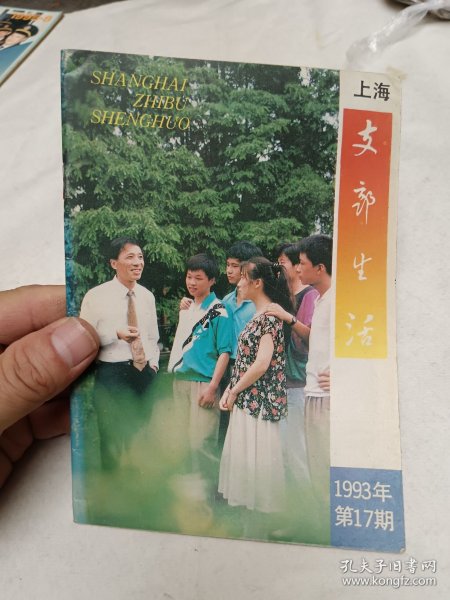 SHANGHAI
ZHIBU
SHENGHUO
上海
支部生活
1993年
第17期
孔夫子旧书网
www.kongfz.com